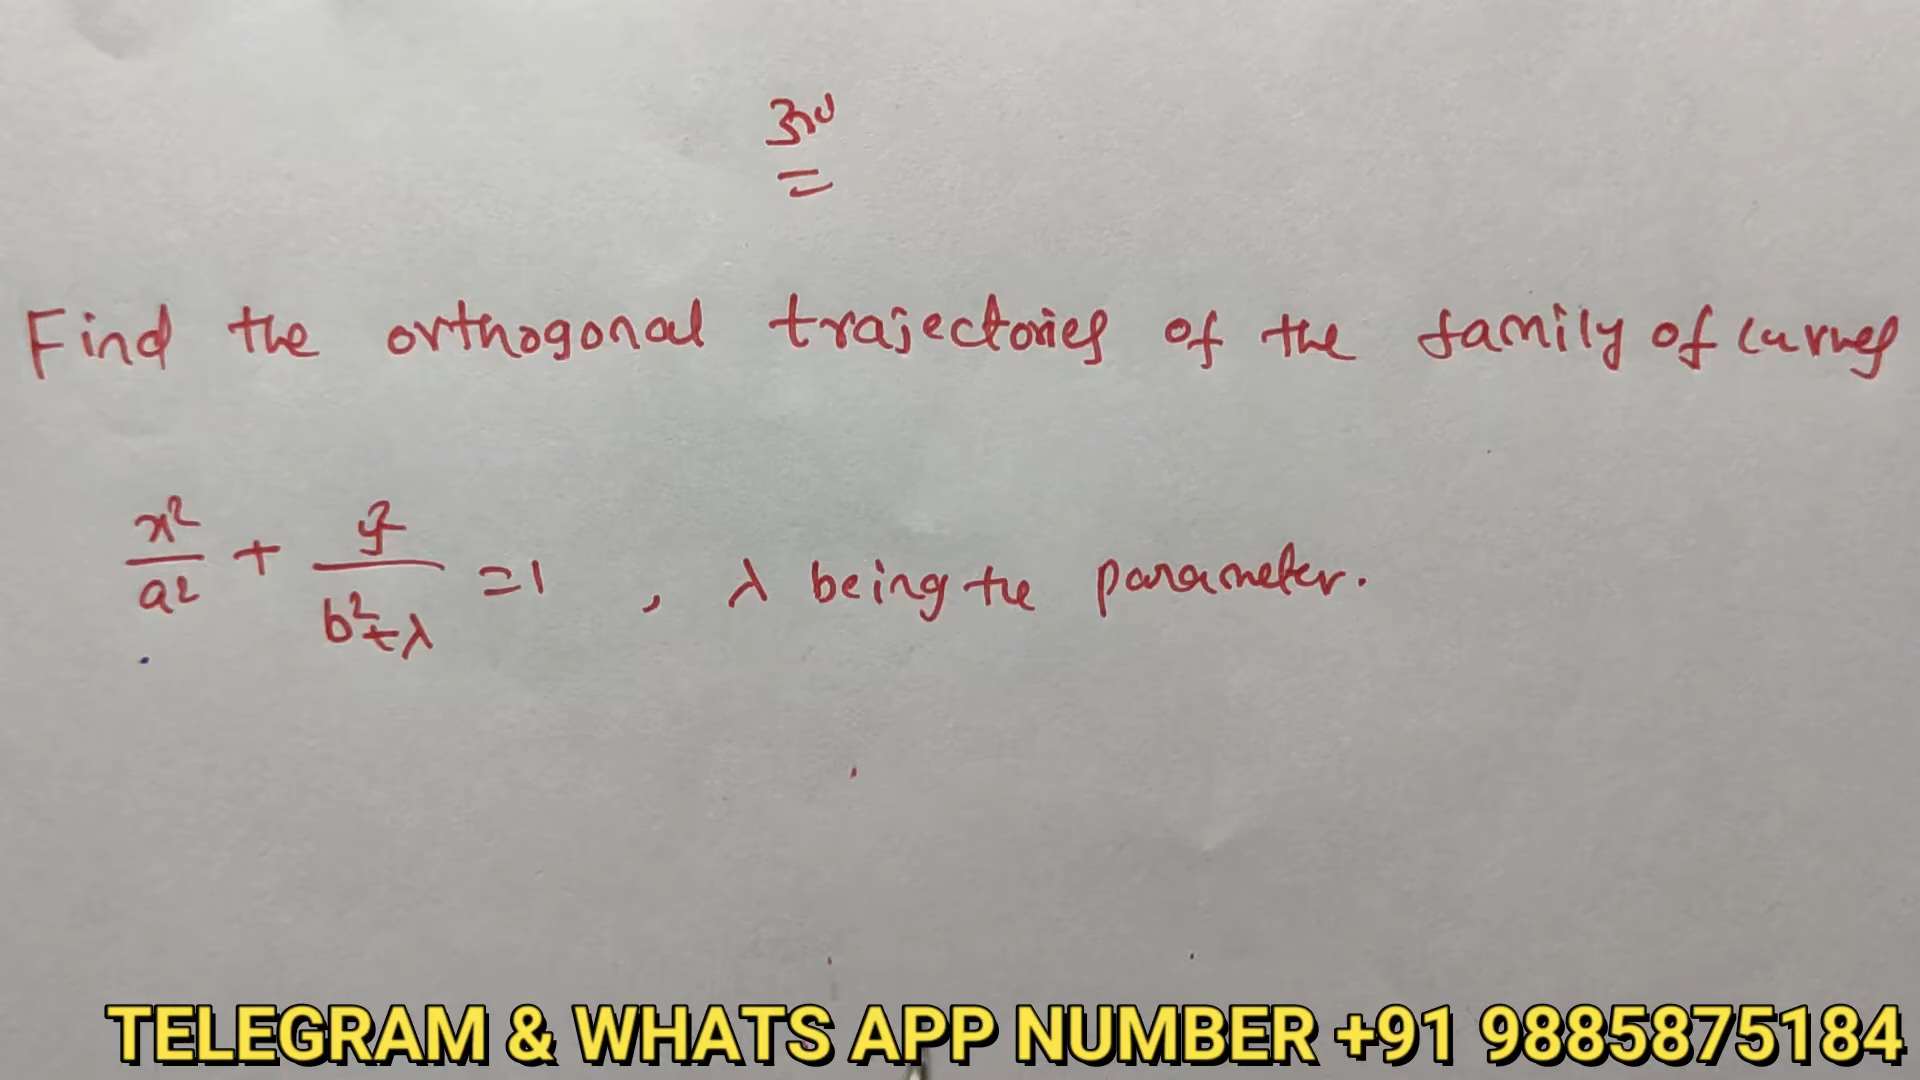 3rd
Find the orthogonal trajectories of the family of curves
x²/a² + y²/(b²+λ) = 1 , λ being the parameter.
TELEGRAM & WHATS APP NUMBER +91 9885875184